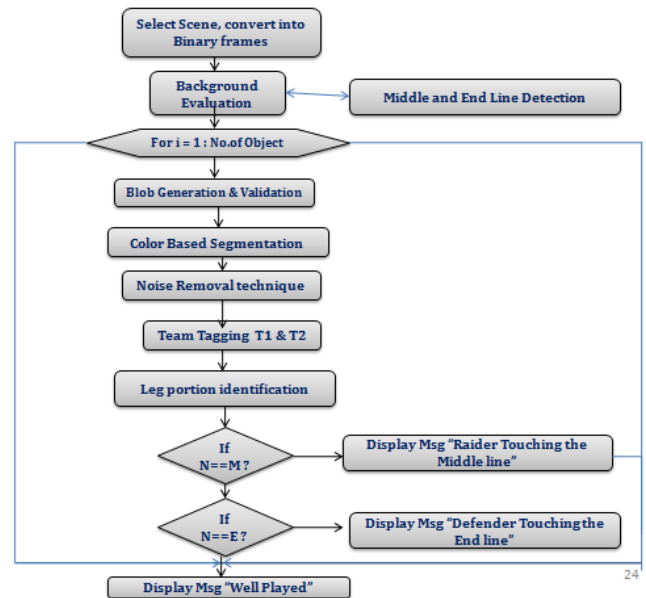 Select Scene, convert into
Binary frames
Background
Evaluation
Middle and End Line Detection
For i = 1 : No.of Object
Blob Generation & Validation
Color Based Segmentation
Noise Removal technique
Team Tagging T1 & T2
Leg portion identification
If
N==M ?
Display Msg "Raider Touching the
Middle line"
If
N==E ?
Display Msg "Defender Touching the
End line"
Display Msg "Well Played"
24